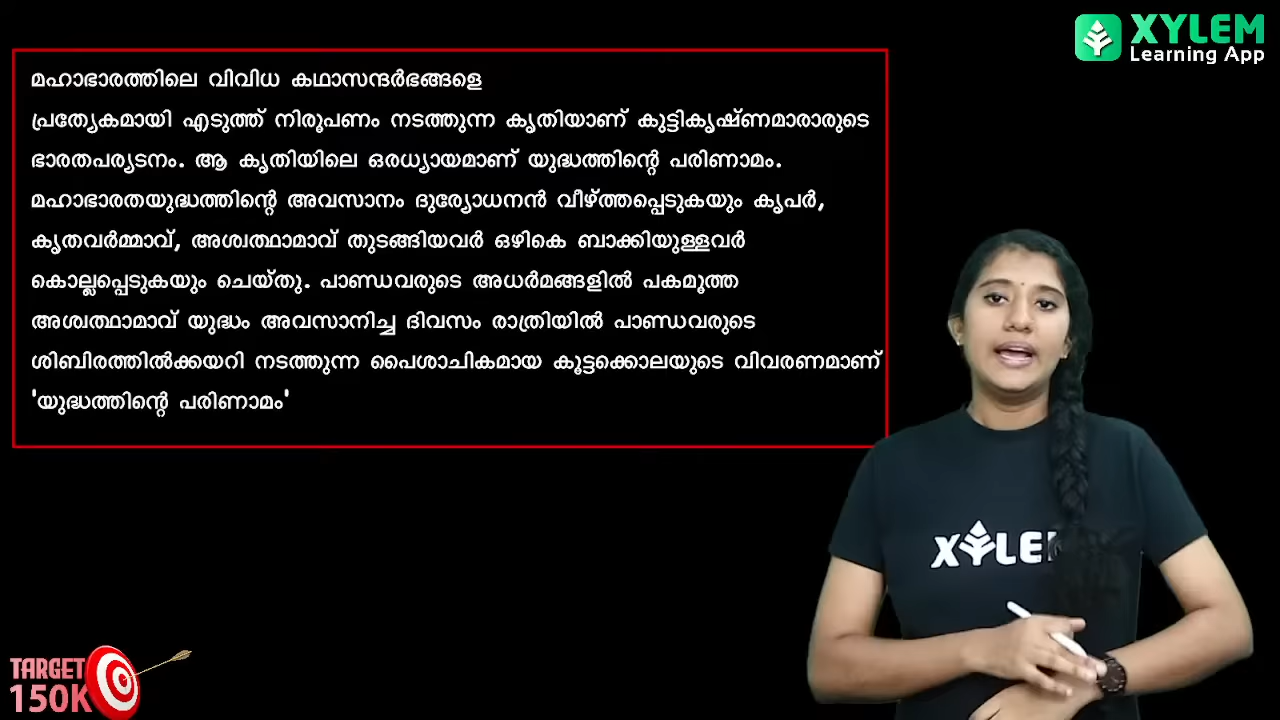 XYLEM
Learning App
മഹാഭാരത്തിലെ വിവിധ കഥാസന്ദർഭങ്ങളെ
പ്രത്യേകമായി എടുത്ത് നിരൂപണം നടത്തുന്ന കൃതിയാണ് കുട്ടികൃഷ്ണമാരാരുടെ
ഭാരതപര്യടനം. ആ കൃതിയിലെ ഒരധ്യായമാണ് യുദ്ധത്തിന്റെ പരിണാമം.
മഹാഭാരതയുദ്ധത്തിന്റെ അവസാനം ദുര്യോധനൻ വീഴ്ത്തപ്പെടുകയും കൃപർ,
കൃതവർമ്മാവ്, അശ്വത്ഥാമാവ് തുടങ്ങിയവർ ഒഴികെ ബാക്കിയുള്ളവർ
കൊല്ലപ്പെടുകയും ചെയ്തു. പാണ്ഡവരുടെ അധർമങ്ങളിൽ പകമൂത്ത
അശ്വത്ഥാമാവ് യുദ്ധം അവസാനിച്ച ദിവസം രാത്രിയിൽ പാണ്ഡവരുടെ
ശിബിരത്തിൽക്കയറി നടത്തുന്ന പൈശാചികമായ കൂട്ടക്കൊലയുടെ വിവരണമാണ്
'യുദ്ധത്തിന്റെ പരിണാമം'
XYLEM
TARGET
150K